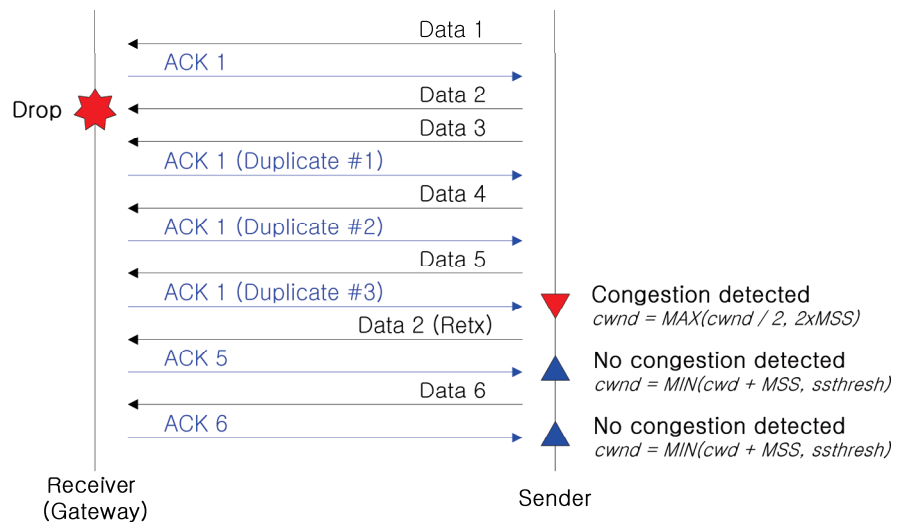 Data 1
ACK 1
Drop
Data 2
Data 3
ACK 1 (Duplicate #1)
Data 4
ACK 1 (Duplicate #2)
Data 5
ACK 1 (Duplicate #3)
Congestion detected
cwnd = MAX(cwnd / 2, 2xMSS)
Data 2 (Retx)
ACK 5
No congestion detected
cwnd = MIN(cwd + MSS, ssthresh)
Data 6
ACK 6
No congestion detected
cwnd = MIN(cwd + MSS, ssthresh)
Receiver
(Gateway)
Sender